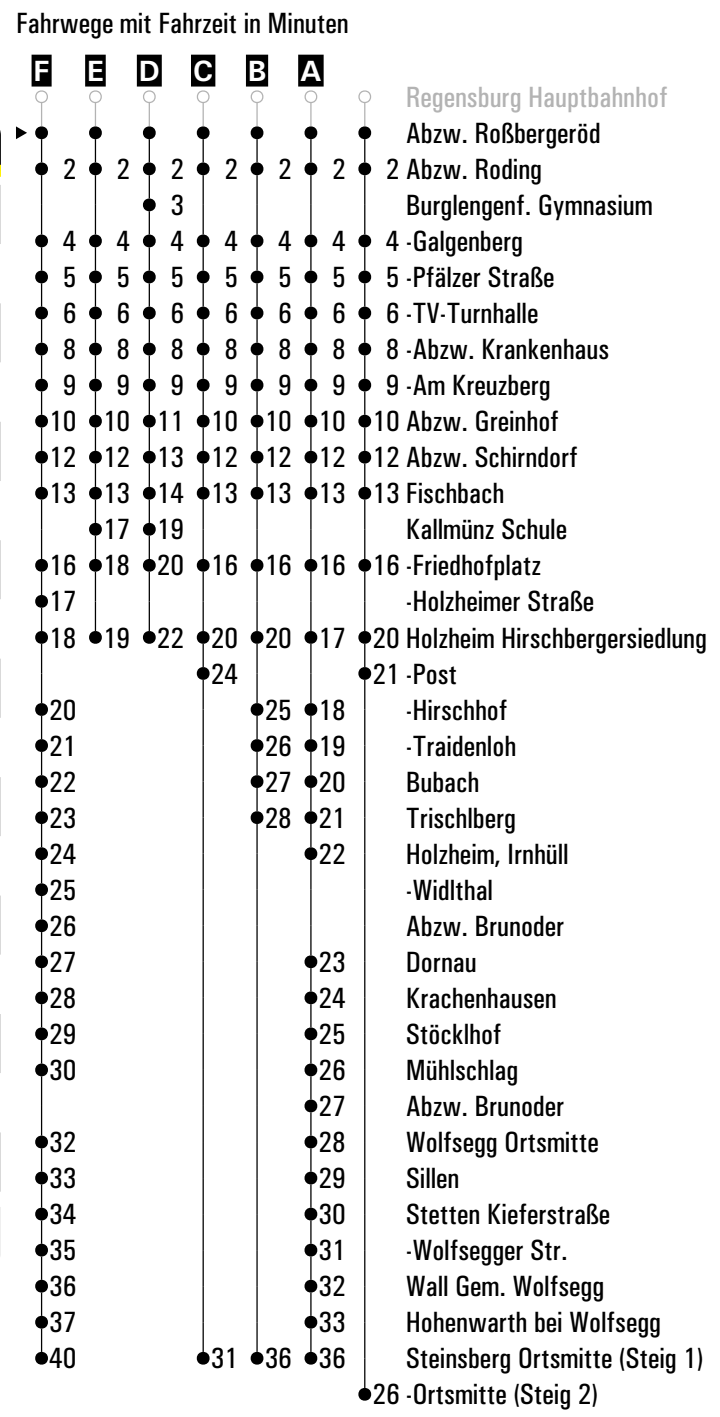 Fahrwege mit Fahrzeit in Minuten
F E D C B A
Regensburg Hauptbahnhof
Abzw. Roßbergeröd
2 2 2 2 2 2 2 Abzw. Roding
3 Burglengenf. Gymnasium
4 4 4 4 4 4 4 -Galgenberg
5 5 5 5 5 5 5 -Pfälzer Straße
6 6 6 6 6 6 6 -TV-Turnhalle
8 8 8 8 8 8 8 -Abzw. Krankenhaus
9 9 9 9 9 9 9 -Am Kreuzberg
10 10 11 10 10 10 10 Abzw. Greinhof
12 12 13 12 12 12 12 Abzw. Schirndorf
13 13 14 13 13 13 13 Fischbach
17 19 Kallmünz Schule
16 18 20 16 16 16 16 -Friedhofplatz
17 -Holzheimer Straße
18 19 22 20 20 17 20 Holzheim Hirschbergersiedlung
24 21 -Post
20 25 18 -Hirschhof
21 26 19 -Traidenloh
22 27 20 Bubach
23 28 21 Trischlberg
24 22 Holzheim, Irnhüll
25 -Widlthal
26 Abzw. Brunoder
27 23 Dornau
28 24 Krachenhausen
29 25 Stöcklhof
30 26 Mühlschlag
27 Abzw. Brunoder
32 28 Wolfsegg Ortsmitte
33 29 Sillen
34 30 Stetten Kieferstraße
35 31 -Wolfsegger Str.
36 32 Wall Gem. Wolfsegg
37 33 Hohenwarth bei Wolfsegg
40 31 36 36 Steinsberg Ortsmitte (Steig 1)
26 -Ortsmitte (Steig 2)